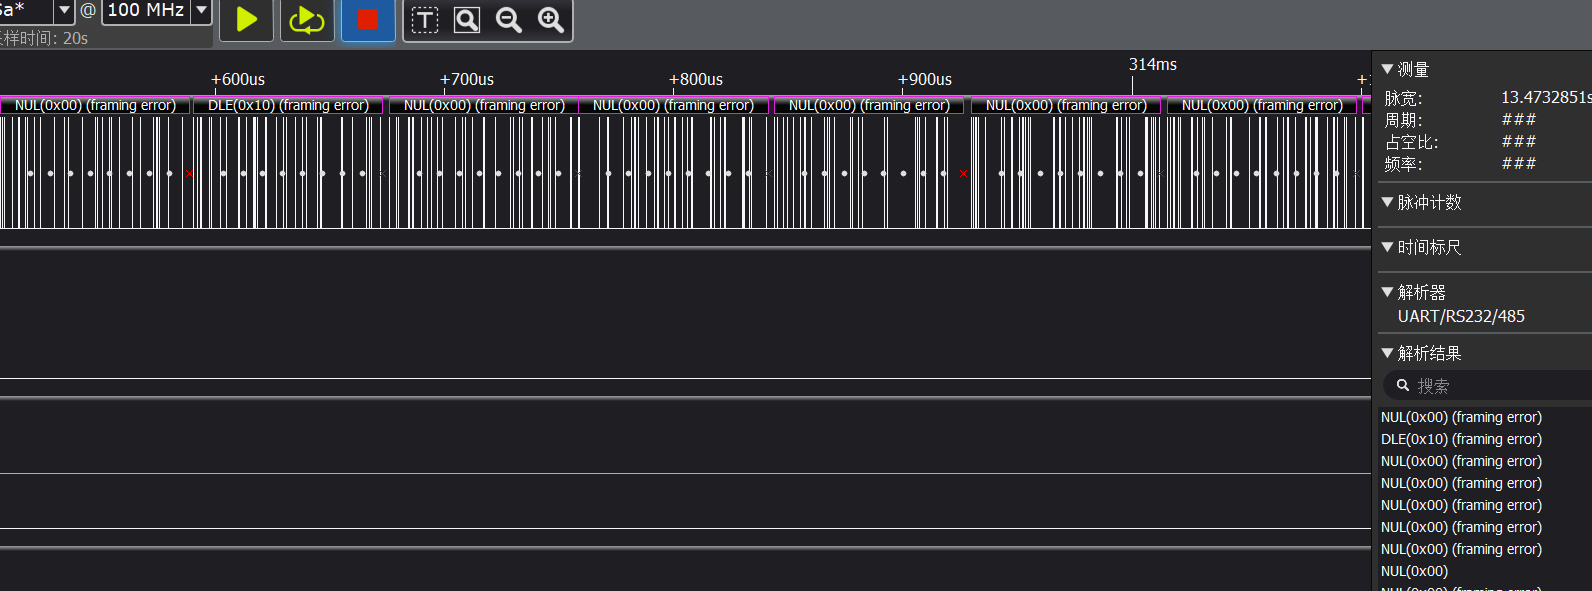 Sa*
@
100 MHz
采样时间: 20s
T
+600us
+700us
+800us
+900us
314ms
NUL(0x00) (framing error)
DLE(0x10) (framing error)
NUL(0x00) (framing error)
NUL(0x00) (framing error)
NUL(0x00) (framing error)
NUL(0x00) (framing error)
NUL(0x00) (framing error)
测量
脉宽: 13.4732851s
周期: ###
占空比: ###
频率: ###
脉冲计数
时间标尺
解析器
UART/RS232/485
解析结果
搜索
NUL(0x00) (framing error)
DLE(0x10) (framing error)
NUL(0x00) (framing error)
NUL(0x00) (framing error)
NUL(0x00) (framing error)
NUL(0x00) (framing error)
NUL(0x00) (framing error)
NUL(0x00)
NUL(0x00) (framing error)